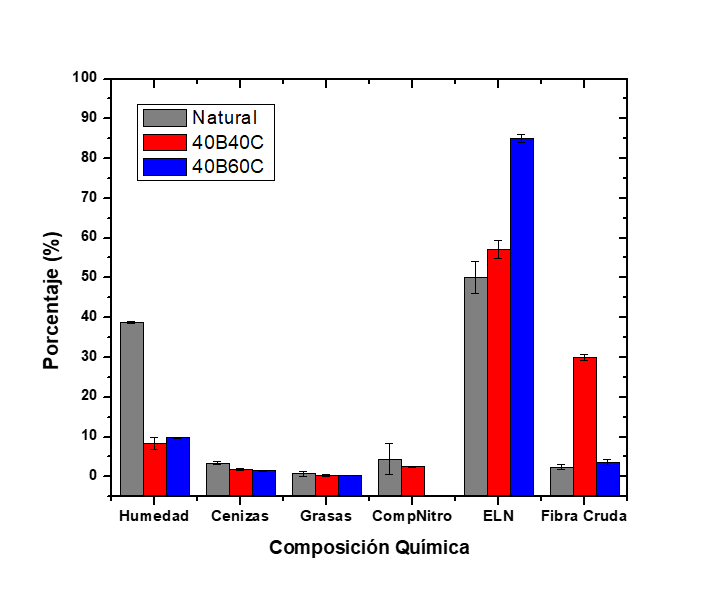 100
90
80
70
60
50
40
30
20
10
0
Porcentaje (%)
Natural
40B40C
40B60C
Humedad Cenizas Grasas CompNitro ELN Fibra Cruda
Composición Química